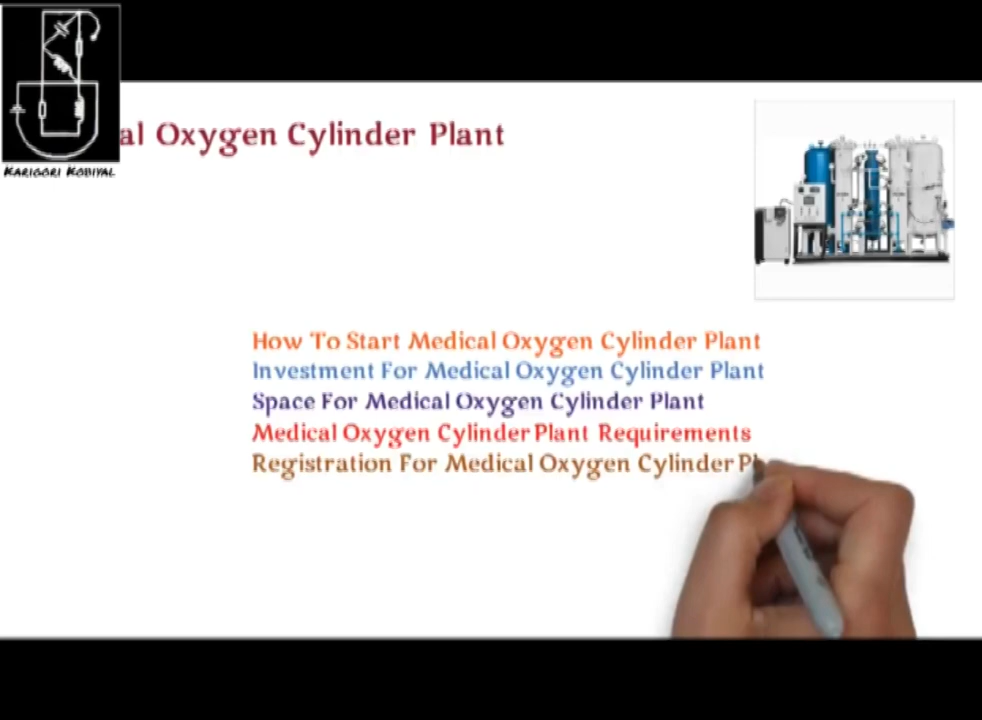 al Oxygen Cylinder Plant
KARIGORI KOBIYAL
How To Start Medical Oxygen Cylinder Plant
Investment For Medical Oxygen Cylinder Plant
Space For Medical Oxygen Cylinder Plant
Medical Oxygen Cylinder Plant Requirements
Registration For Medical Oxygen Cylinder Pl